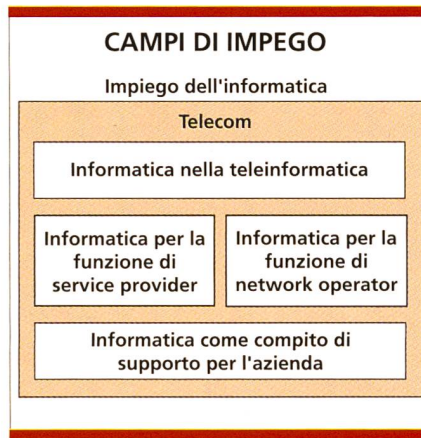 CAMPI DI IMPEGO
Impiego dell'informatica
Telecom
Informatica nella teleinformatica
Informatica per la
funzione di
service provider
Informatica per la
funzione di
network operator
Informatica come compito di
supporto per l'azienda